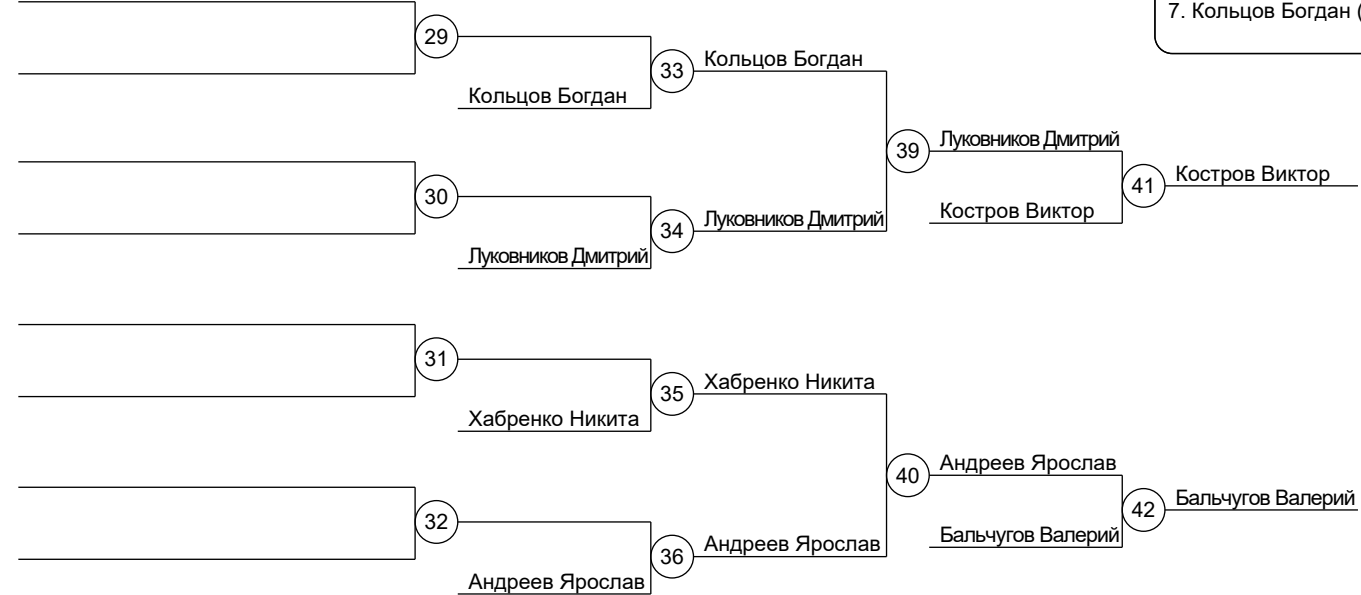 7. Кольцов Богдан (
29
33
Кольцов Богдан
Кольцов Богдан
39
Луковников Дмитрий
30
34
Луковников Дмитрий
Луковников Дмитрий
Костров Виктор
41
Костров Виктор
31
35
Хабренко Никита
Хабренко Никита
40
Андреев Ярослав
32
36
Андреев Ярослав
Андреев Ярослав
Бальчугов Валерий
42
Бальчугов Валерий